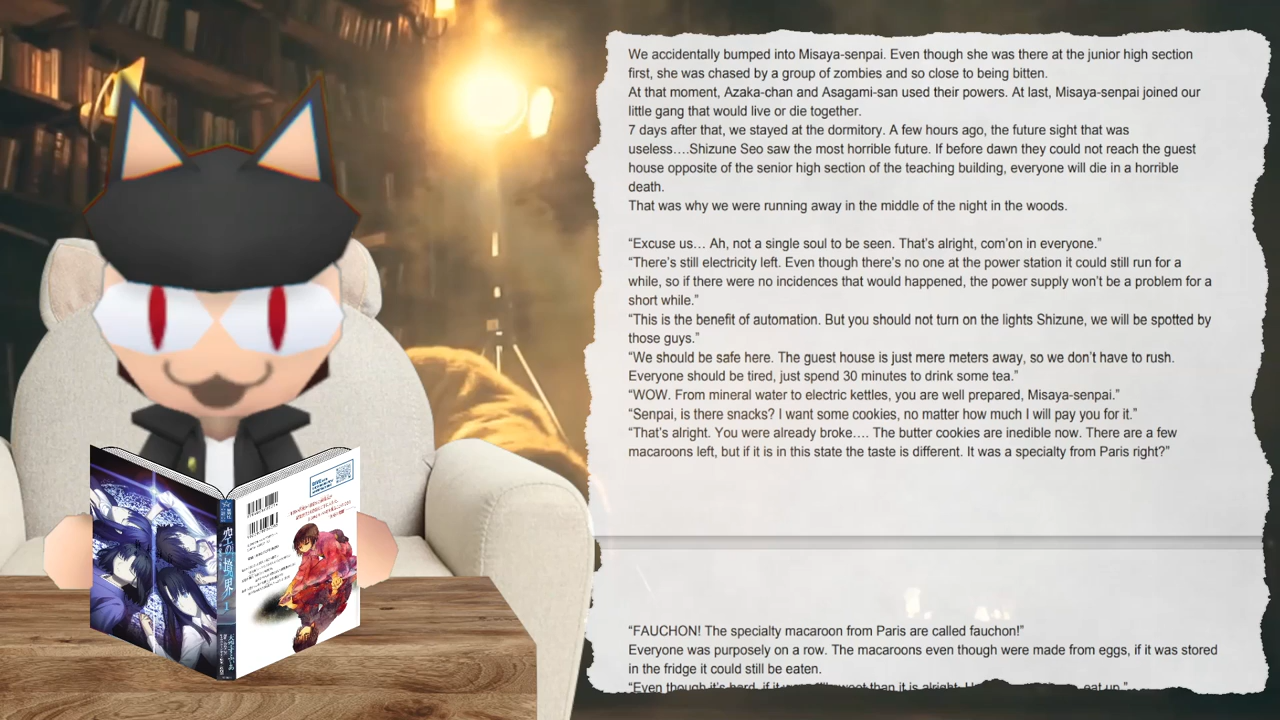 We accidentally bumped into Misaya-senpai. Even though she was there at the junior high section
first, she was chased by a group of zombies and so close to being bitten.
At that moment, Azaka-chan and Asagami-san used their powers. At last, Misaya-senpai joined our
little gang that would live or die together.
7 days after that, we stayed at the dormitory. A few hours ago, the future sight that was
useless….Shizune Seo saw the most horrible future. If before dawn they could not reach the guest
house opposite of the senior high section of the teaching building, everyone will die in a horrible
death.
That was why we were running away in the middle of the night in the woods.
“Excuse us… Ah, not a single soul to be seen. That’s alright, com’on in everyone.”
“There’s still electricity left. Even though there’s no one at the power station it could still run for a
while, so if there were no incidences that would happened, the power supply won’t be a problem for a
short while.”
“This is the benefit of automation. But you should not turn on the lights Shizune, we will be spotted by
those guys.”
“We should be safe here. The guest house is just mere meters away, so we don’t have to rush.
Everyone should be tired, just spend 30 minutes to drink some tea.”
“WOW. From mineral water to electric kettles, you are well prepared, Misaya-senpai.”
“Senpai, is there snacks? I want some cookies, no matter how much I will pay you for it.”
“That’s alright. You were already broke…. The butter cookies are inedible now. There are a few
macaroons left, but if it is in this state the taste is different. It was a specialty from Paris right?”
“FAUCHON! The specialty macaroon from Paris are called fauchon!”
Everyone was purposely on a row. The macaroons even though were made from eggs, if it was stored
in the fridge it could still be eaten.
“Even though it’s hard, if it than it is alright. eat up.”
空の境界
1